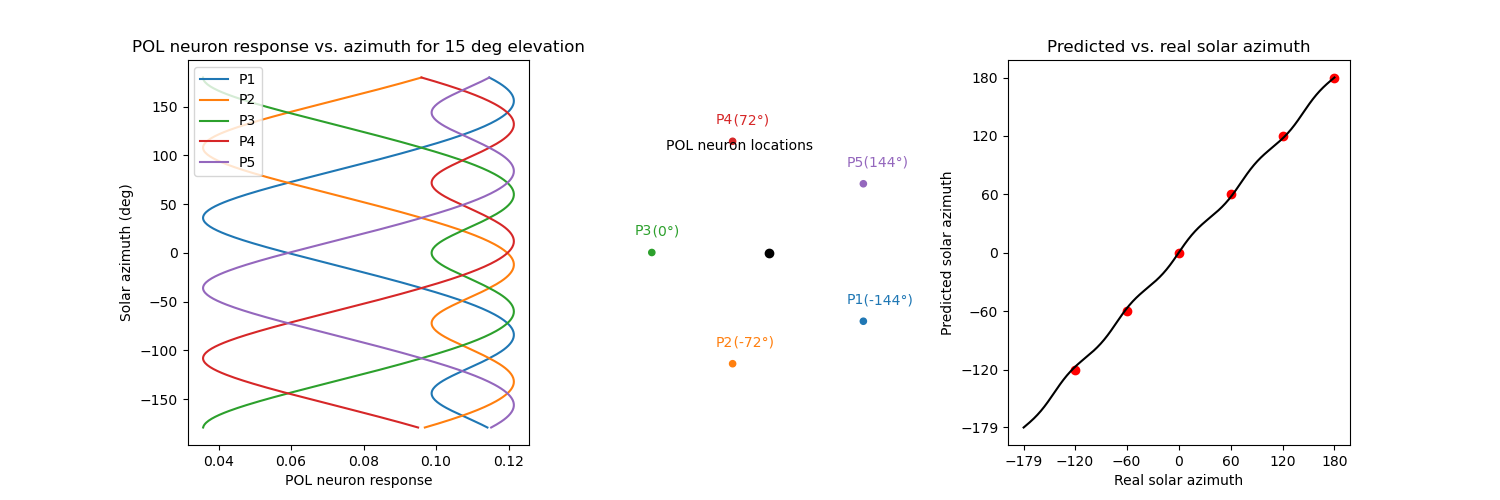 POL neuron response vs. azimuth for 15 deg elevation
P1
P2
P3
P4
P5
150
100
50
0
−50
−100
−150
Solar azimuth (deg)
0.04 0.06 0.08 0.10 0.12
POL neuron response
P4(72°)
POL neuron locations
P5(144°)
P3(0°)
P1(-144°)
P2(-72°)
Predicted vs. real solar azimuth
180
120
60
0
−60
−120
−179
Predicted solar azimuth
−179 −120 −60 0 60 120 180
Real solar azimuth